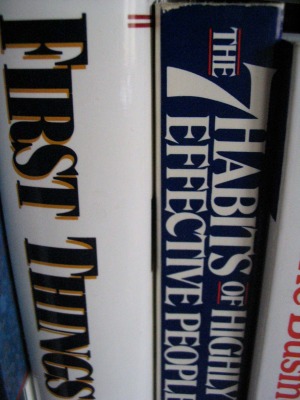 FIRST THINGS
THE
7 HABITS OF HIGHLY
EFFECTIVE PEOPLE